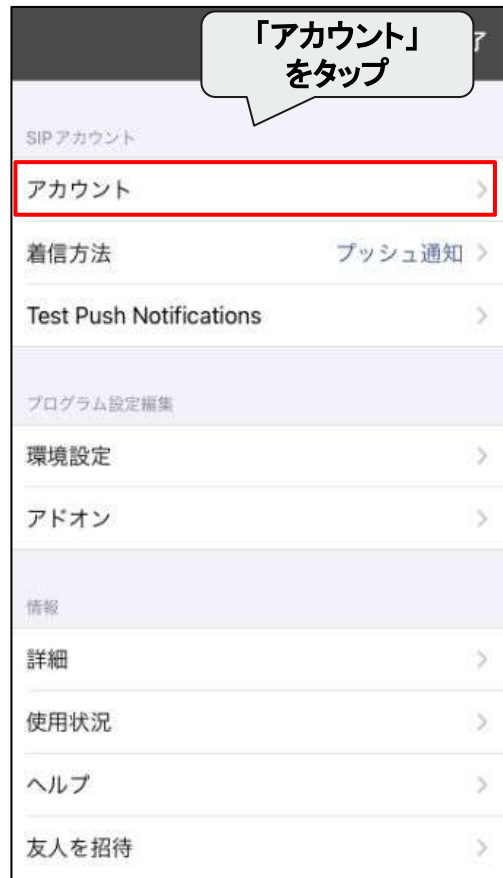 「アカウント」
をタップ
了
SIP アカウント
アカウント
着信方法 プッシュ通知
Test Push Notifications
プログラム設定編集
環境設定
アドオン
情報
詳細
使用状況
ヘルプ
友人を招待